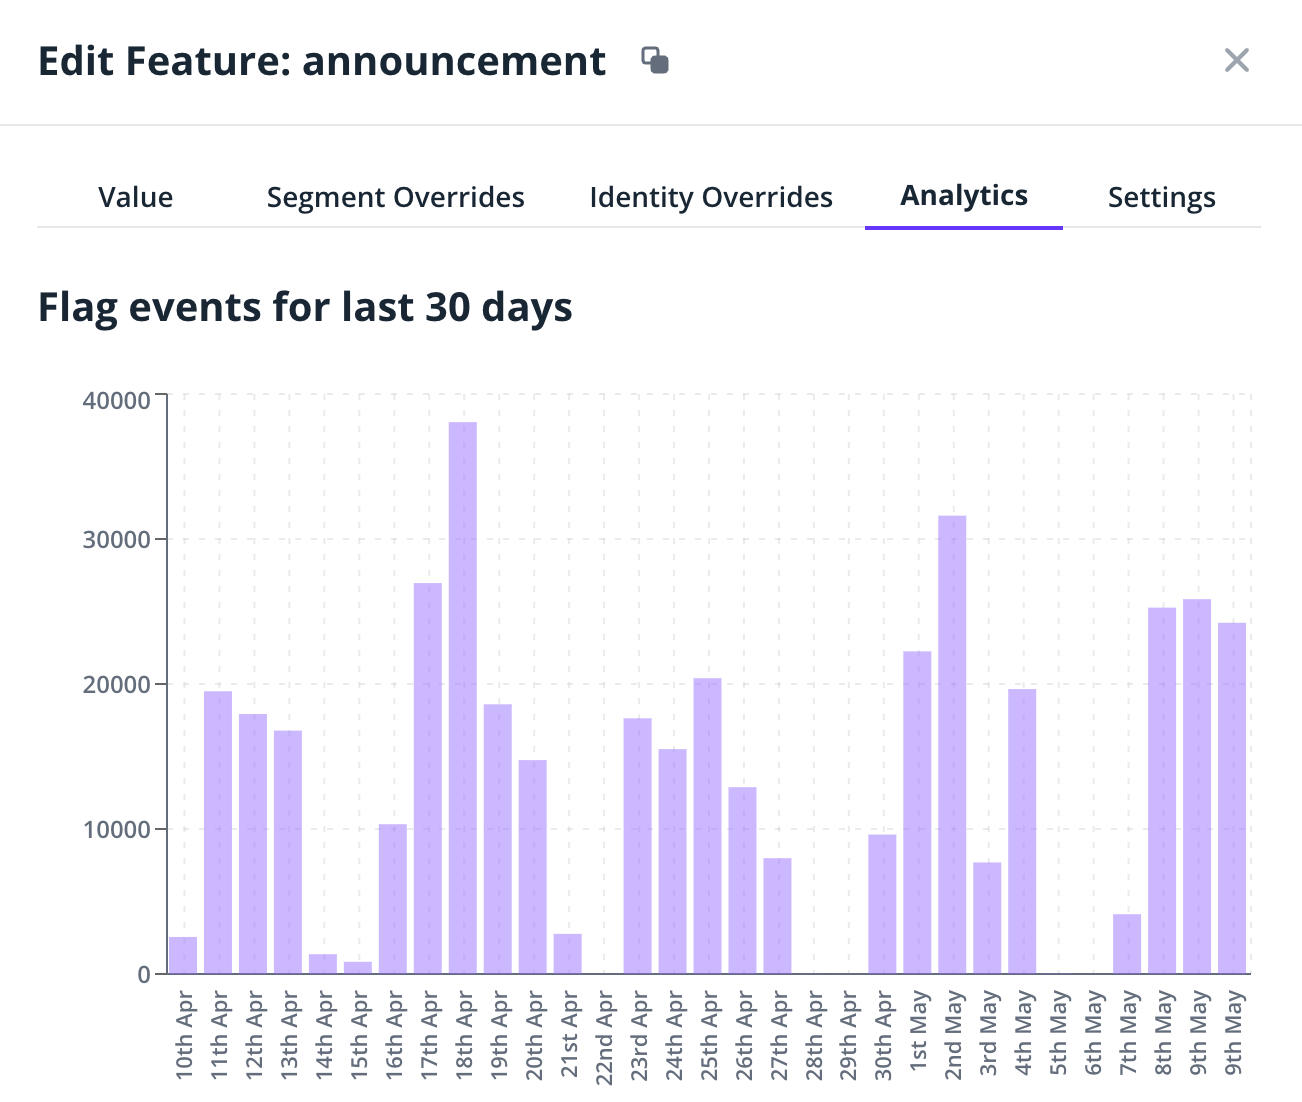 Edit Feature: announcement
Value Segment Overrides Identity Overrides Analytics Settings
Flag events for last 30 days
40000
30000
20000
10000
0
10th Apr
11th Apr
12th Apr
13th Apr
14th Apr
15th Apr
16th Apr
17th Apr
18th Apr
19th Apr
20th Apr
21st Apr
22nd Apr
23rd Apr
24th Apr
25th Apr
26th Apr
27th Apr
28th Apr
29th Apr
30th Apr
1st May
2nd May
3rd May
4th May
5th May
6th May
7th May
8th May
9th May
9th May